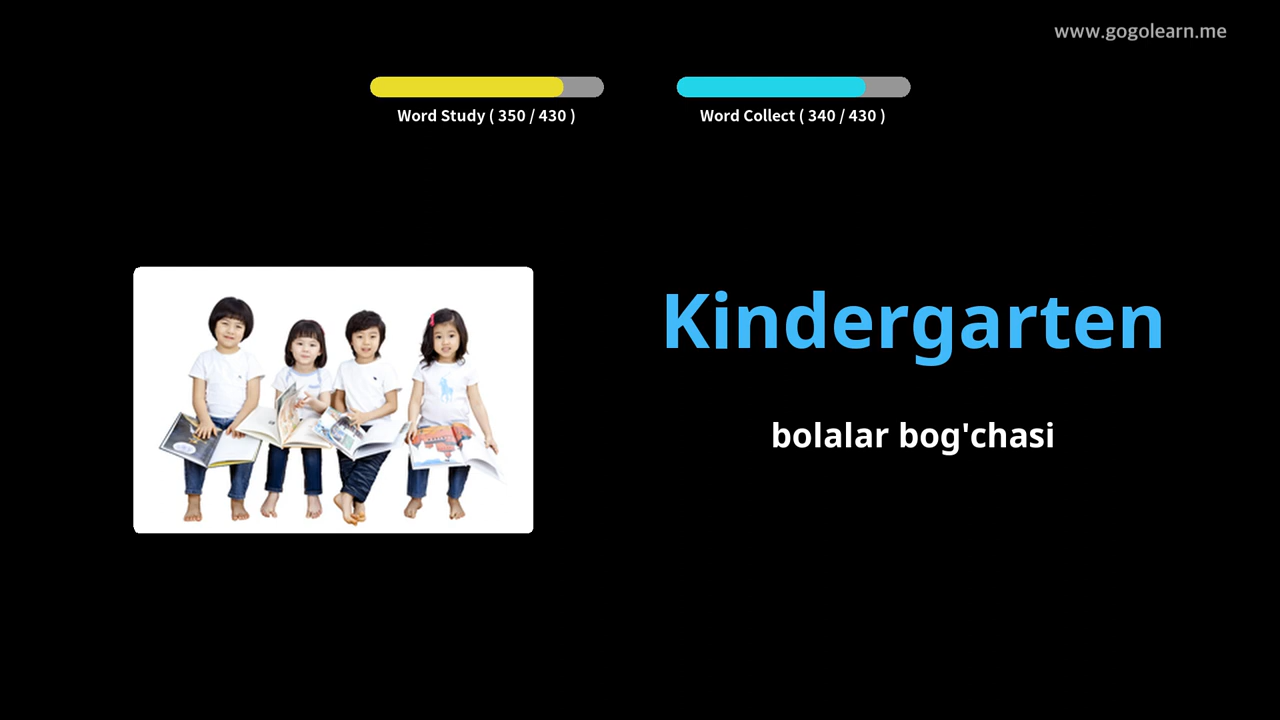 www.gogolearn.me
Word Study ( 350 / 430 )
Word Collect ( 340 / 430 )
Kindergarten
bolalar bog'chasi